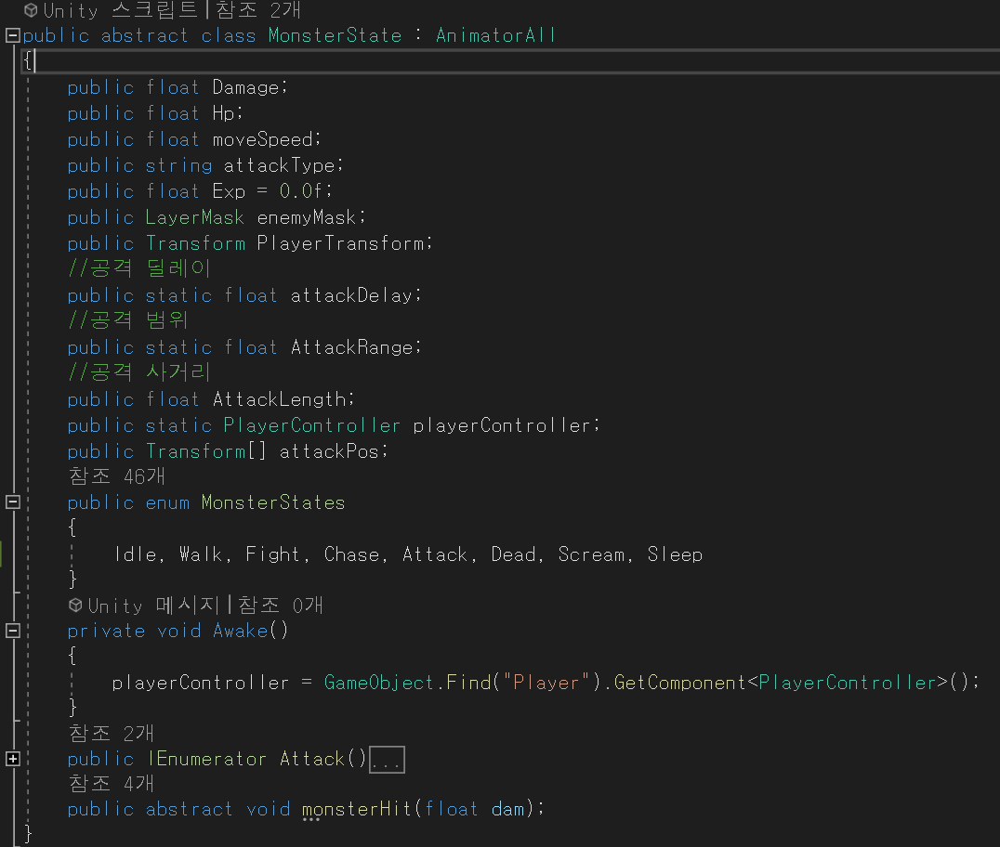 Unity 스크립트|참조 2개
public abstract class MonsterState : AnimatorAll
{
public float Damage;
public float Hp;
public float moveSpeed;
public string attackType;
public float Exp = 0.0f;
public LayerMask enemyMask;
public Transform PlayerTransform;
//공격 딜레이
public static float attackDelay;
//공격 범위
public static float AttackRange;
//공격 사거리
public float AttackLength;
public static PlayerController playerController;
public Transform[] attackPos;
참조 46개
public enum MonsterStates
{
Idle, Walk, Fight, Chase, Attack, Dead, Scream, Sleep
}
Unity 메시지|참조 0개
private void Awake()
{
playerController = GameObject.Find("Player").GetComponent<PlayerController>();
}
참조 2개
public IEnumerator Attack()...
참조 4개
public abstract void monsterHit(float dam);
}